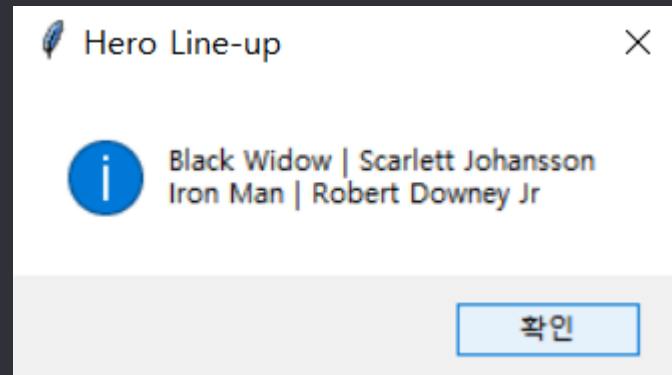 Hero Line-up
Black Widow | Scarlett Johansson
Iron Man | Robert Downey Jr
확인